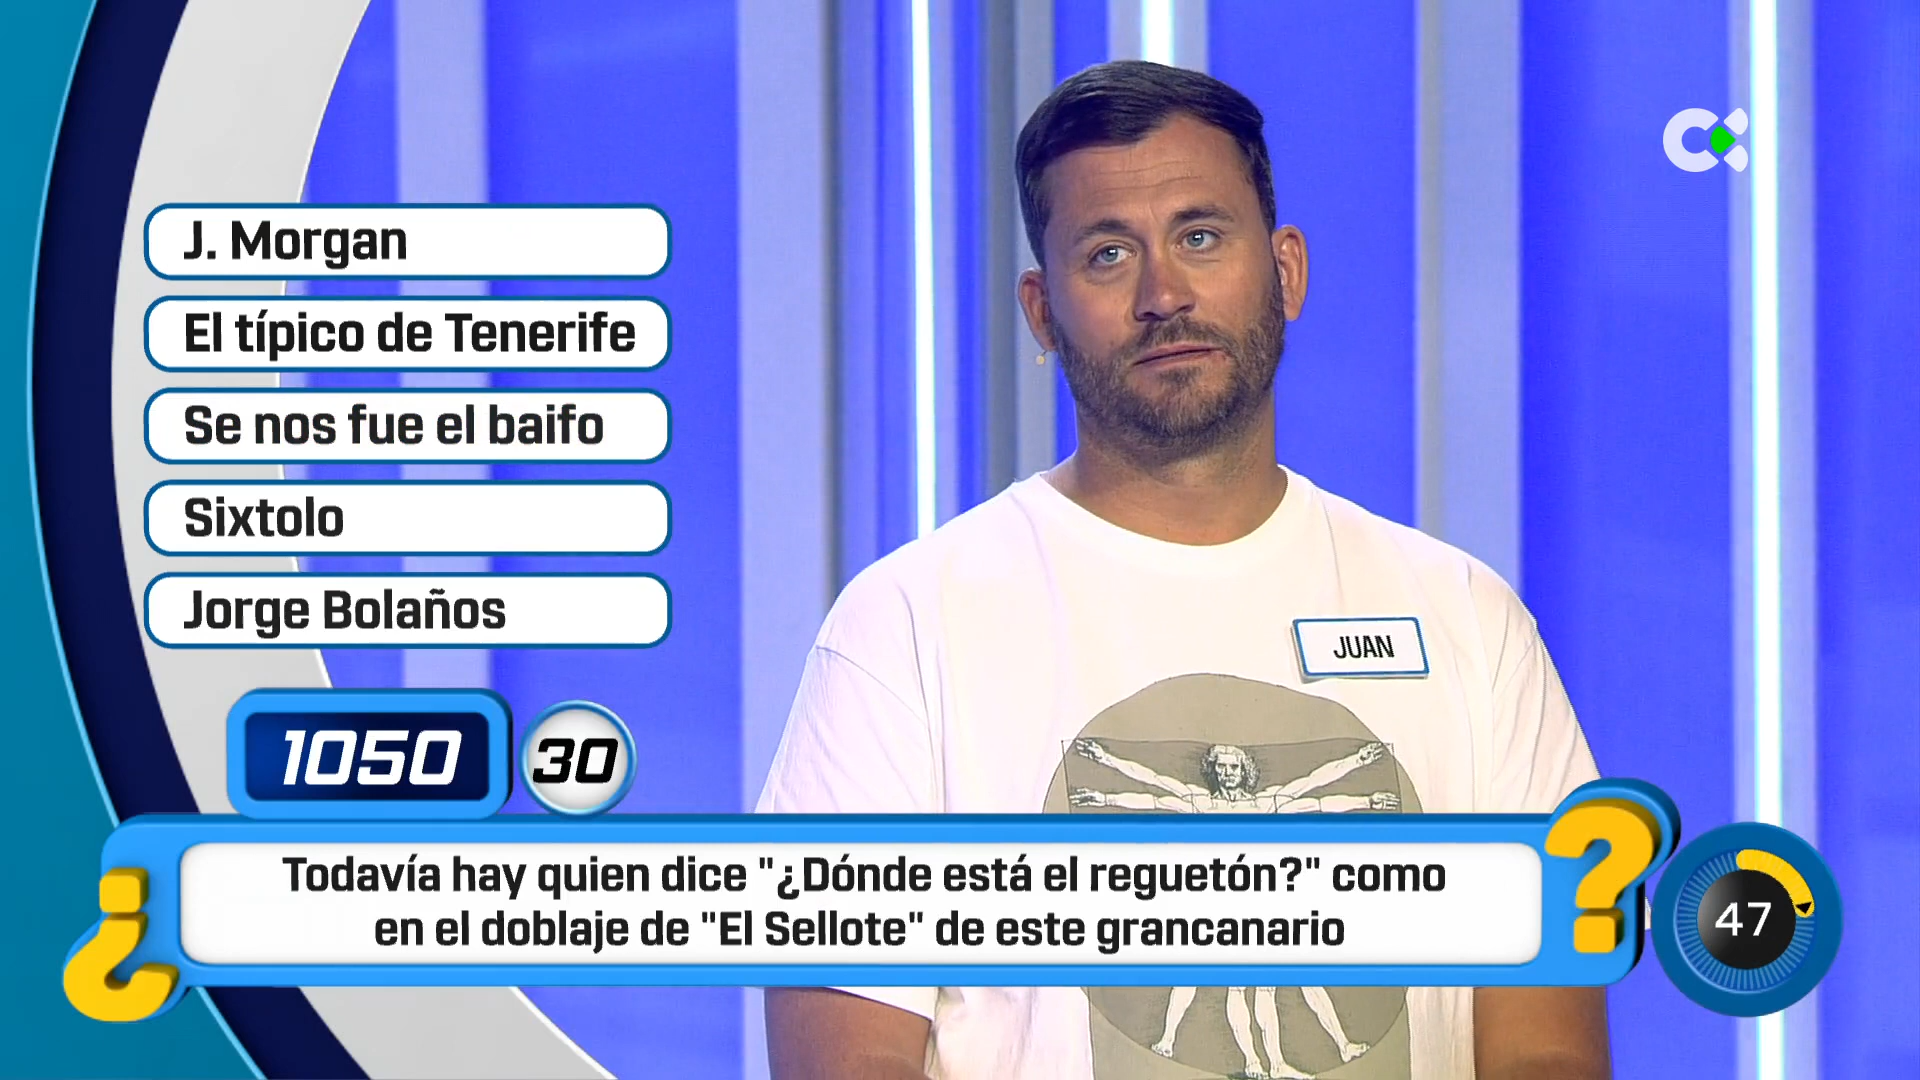 J. Morgan
El típico de Tenerife
Se nos fue el baifo
Sixtolo
Jorge Bolaños
JUAN
1050
30
Todavía hay quien dice "¿Dónde está el reguetón?" como
en el doblaje de "El Sellote" de este grancanario
47